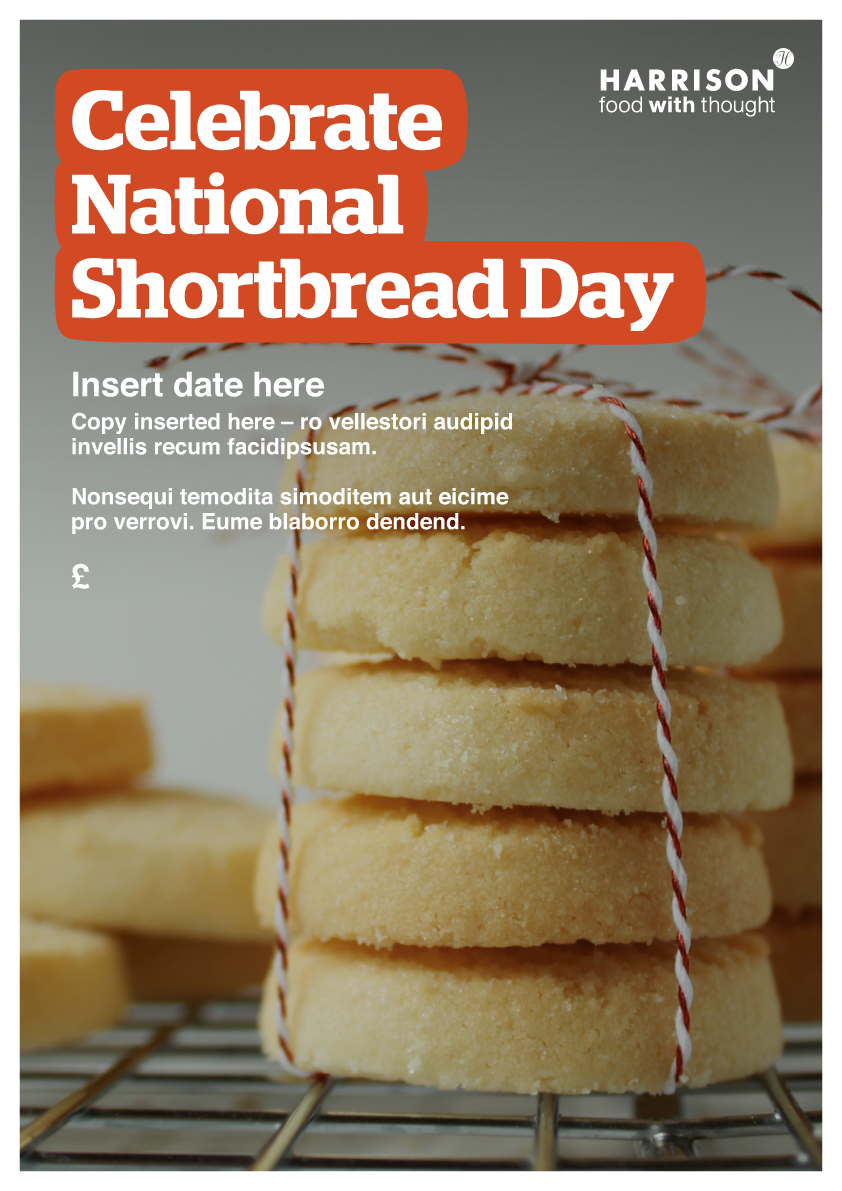 Celebrate
National
Shortbread Day
H
HARRISON
food with thought
Insert date here
Copy inserted here – ro vellestori audipid
invellis recum facidipsusam.
Nonsequi temodita simoditem aut eicime
pro verrovi. Eume blaborro dendend.
£